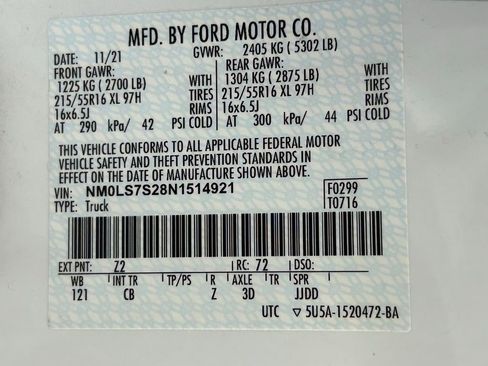 MFD. BY FORD MOTOR CO.
DATE: 11/21 GVWR: 2405 KG ( 5302 LB)
FRONT GAWR: REAR GAWR:
1225 KG ( 2700 LB) WITH 1304 KG ( 2875 LB) WITH
215/55R16 XL 97H TIRES 215/55R16 XL 97H TIRES
16x6.5J RIMS 16x6.5J RIMS
AT 290 kPa/ 42 PSI COLD AT 300 kPa/ 44 PSI COLD
THIS VEHICLE CONFORMS TO ALL APPLICABLE FEDERAL MOTOR
VEHICLE SAFETY AND THEFT PREVENTION STANDARDS IN
EFFECT ON THE DATE OF MANUFACTURE SHOWN ABOVE.
VIN: NM0LS7S28N1514921 F0299
TYPE: Truck T0716
EXT PNT: Z2 RC: 72 DSO:
WB INT TR TP/PS R AXLE TR SPR
121 CB Z 3D JJDD
UTC ▽ 5U5A-1520472-BA